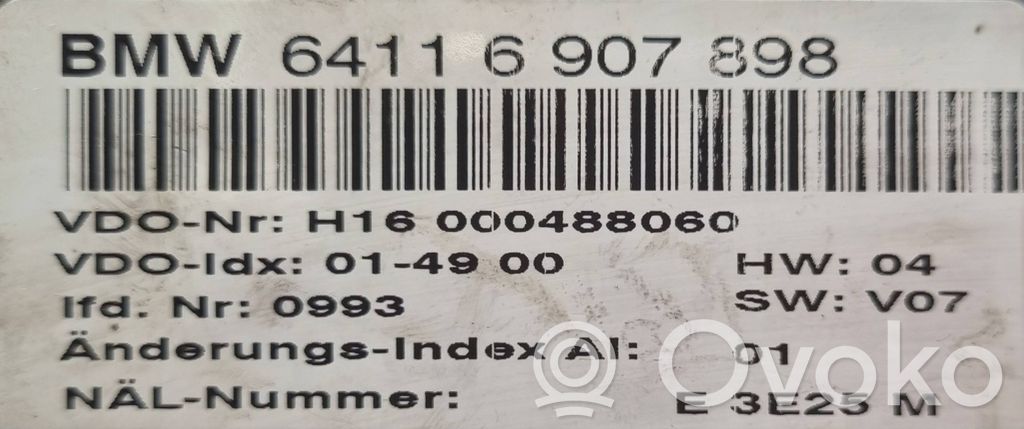 BMW 6411 6 907 898
VDO-Nr: H16 000488060
VDO-Idx: 01-49 00 HW: 04
lfd. Nr: 0993 SW: V07
Änderungs-Index AI: 01
NÄL-Nummer: E 3E25 M
Ovoko